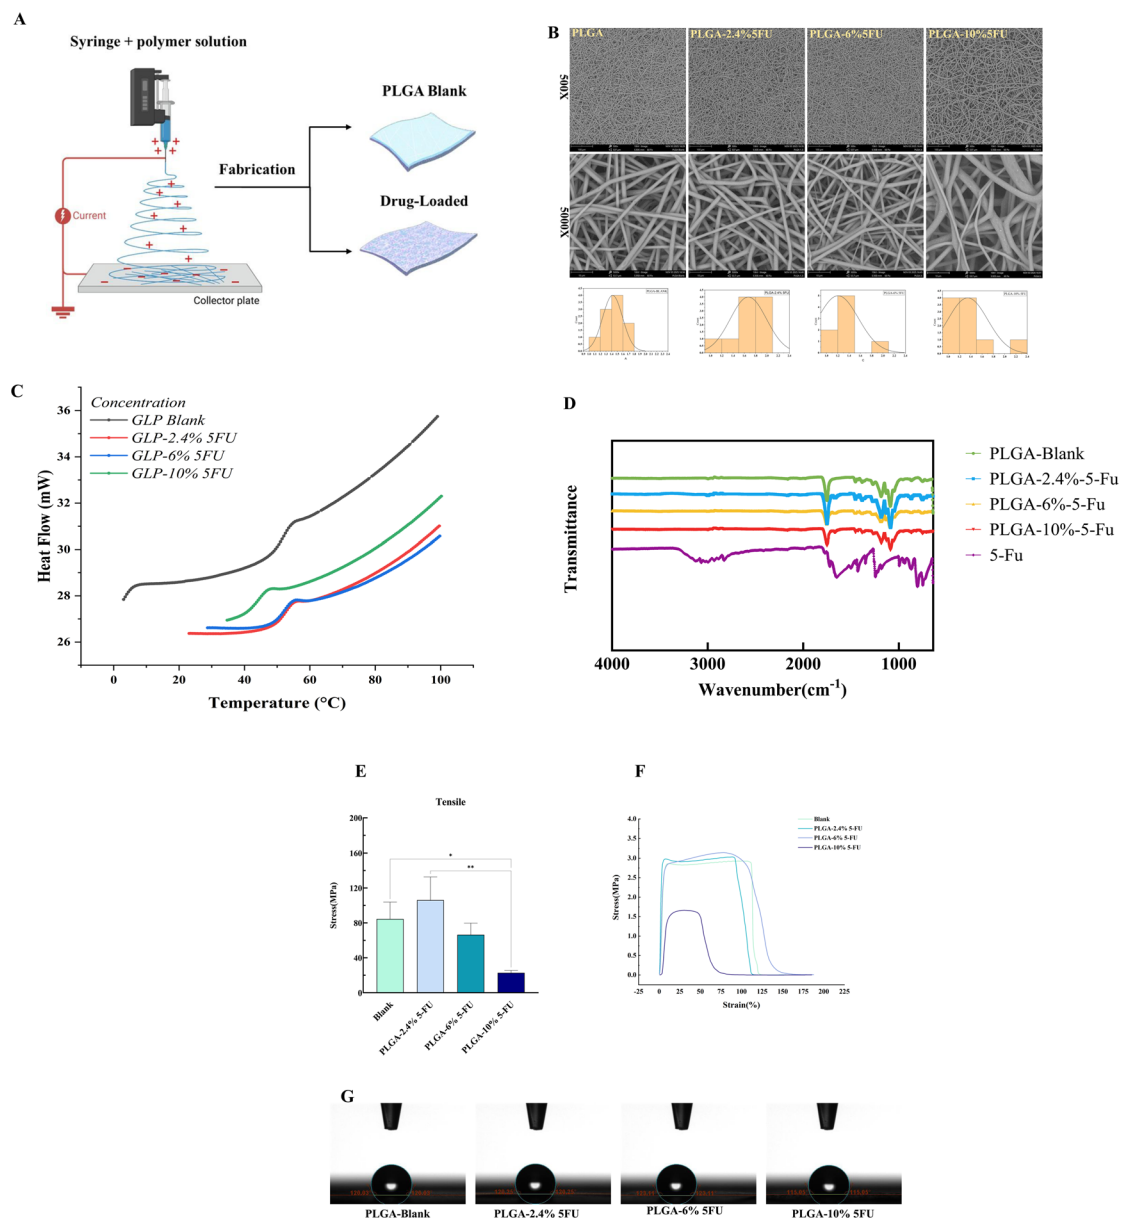 A
Syringe + polymer solution
Current
Collector plate
Fabrication
PLGA Blank
Drug-Loaded
B
PLGA
PLGA-2.4%5FU
PLGA-6%5FU
PLGA-10%5FU
500X
5000X
C
Concentration
GLP Blank
GLP-2.4% 5FU
GLP-6% 5FU
GLP-10% 5FU
Heat Flow (mW)
36
34
32
30
28
26
0 20 40 60 80 100
Temperature (°C)
D
PLGA-Blank
PLGA-2.4%-5-Fu
PLGA-6%-5-Fu
PLGA-10%-5-Fu
5-Fu
Transmittance
4000 3000 2000 1000
Wavenumber(cm-1)
E
Tensile
Stress(MPa)
200
160
120
80
40
0
*
**
Blank
PLGA-2.4% 5-FU
PLGA-6% 5-FU
PLGA-10% 5-FU
F
Blank
PLGA-2.4% 5-FU
PLGA-6% 5-FU
PLGA-10% 5-FU
Stress(MPa)
4.0
3.5
3.0
2.5
2.0
1.5
1.0
0.5
0.0
-25 0 25 50 75 100 125 150 175 200 225
Strain(%)
G
PLGA-Blank
PLGA-2.4% 5FU
PLGA-6% 5FU
PLGA-10% 5FU